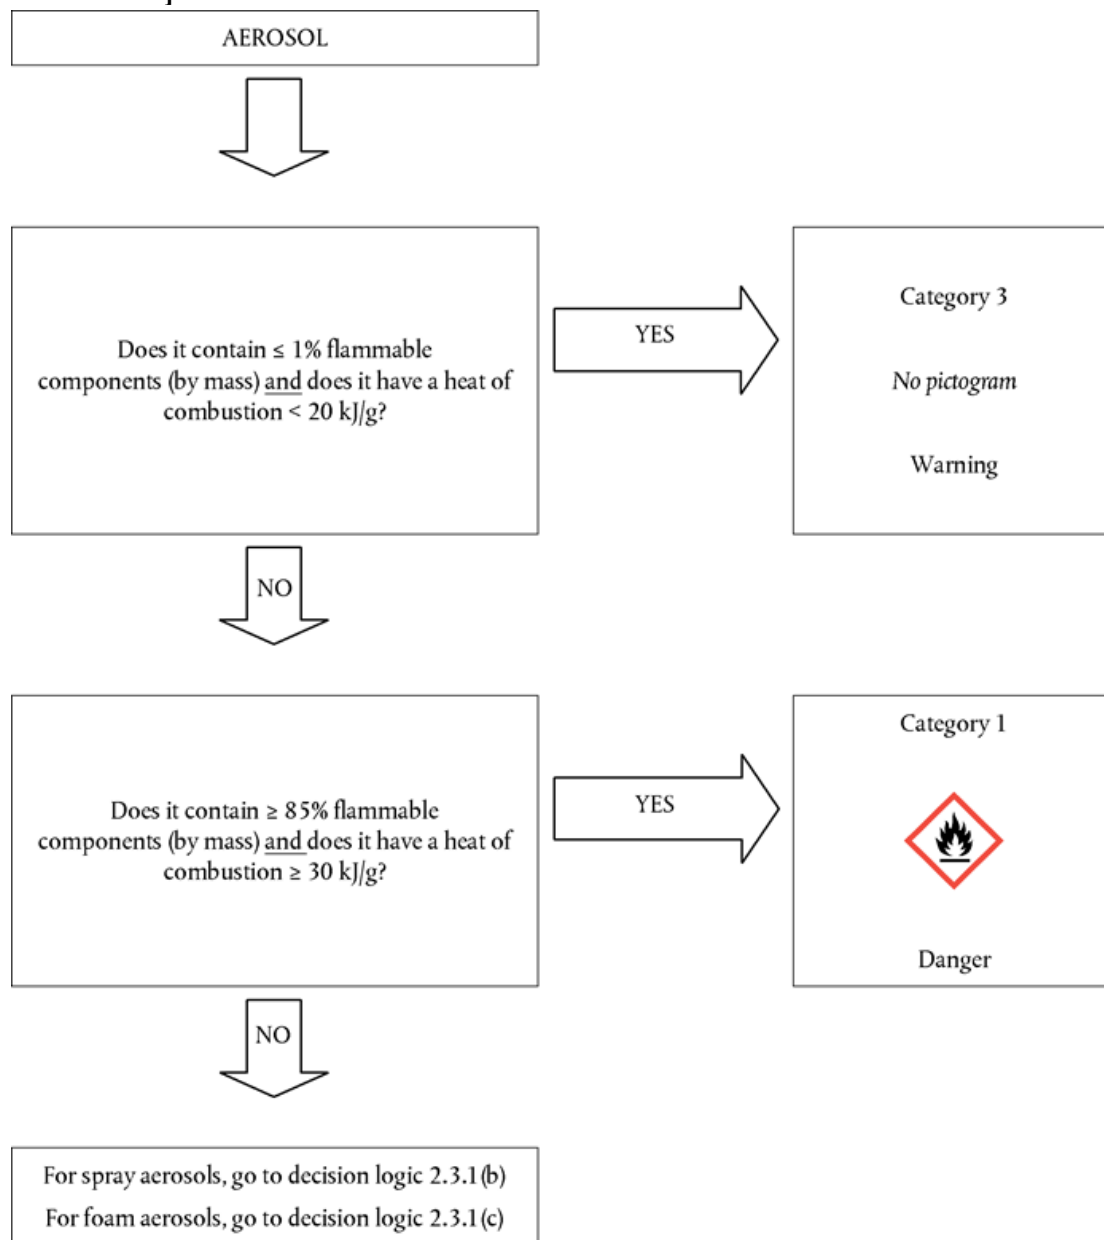 AEROSOL
Does it contain ≤ 1% flammable
components (by mass) and does it have a heat of
combustion < 20 kJ/g?
YES
Category 3
No pictogram
Warning
NO
Does it contain ≥ 85% flammable
components (by mass) and does it have a heat of
combustion ≥ 30 kJ/g?
YES
Category 1
Danger
NO
For spray aerosols, go to decision logic 2.3.1(b)
For foam aerosols, go to decision logic 2.3.1(c)